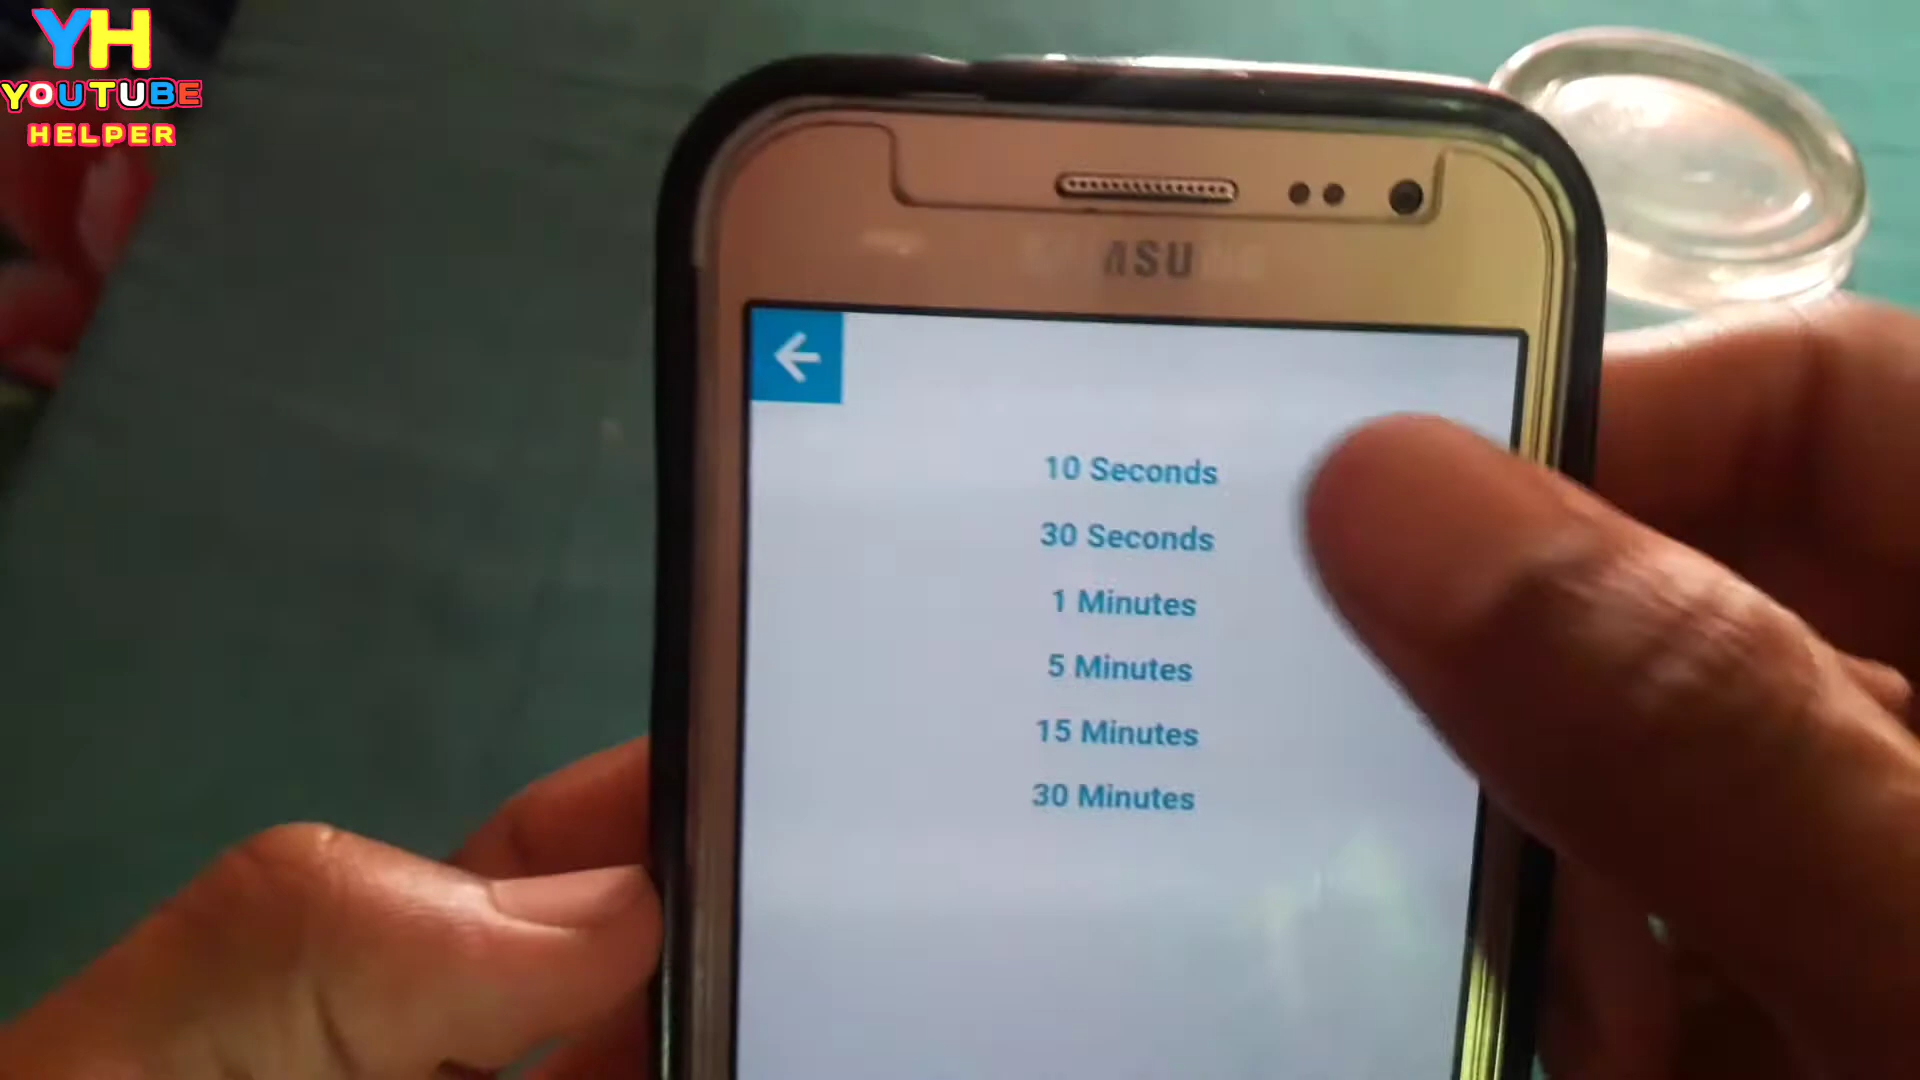 YH
YOUTUBE
HELPER
ASU
10 Seconds
30 Seconds
1 Minutes
5 Minutes
15 Minutes
30 Minutes